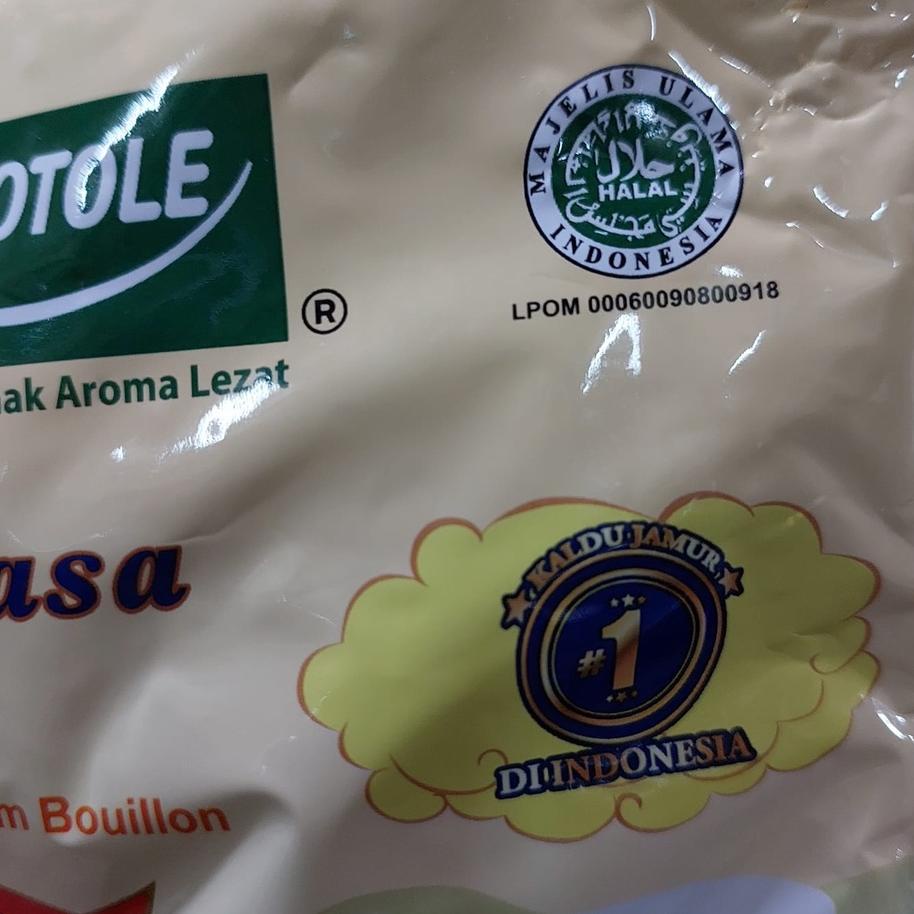 OTOLE
®
ak Aroma Lezat
MAJELIS ULAMA
حلال
HALAL
INDONESIA
LPOM 00060090800918
asa
KALDU JAMUR
#1
DI INDONESIA
m Bouillon